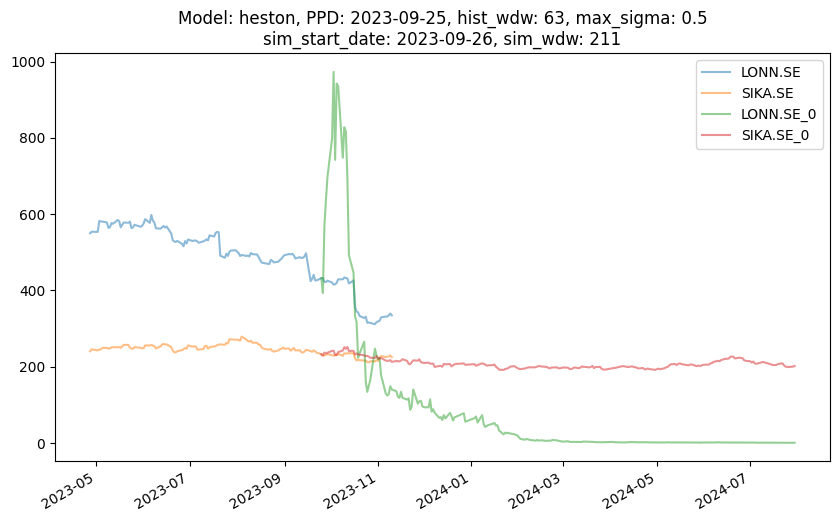 Model: heston, PPD: 2023-09-25, hist_wdw: 63, max_sigma: 0.5
sim_start_date: 2023-09-26, sim_wdw: 211
1000
800
600
400
200
0
LONN.SE
SIKA.SE
LONN.SE_0
SIKA.SE_0
2023-05
2023-07
2023-09
2023-11
2024-01
2024-03
2024-05
2024-07